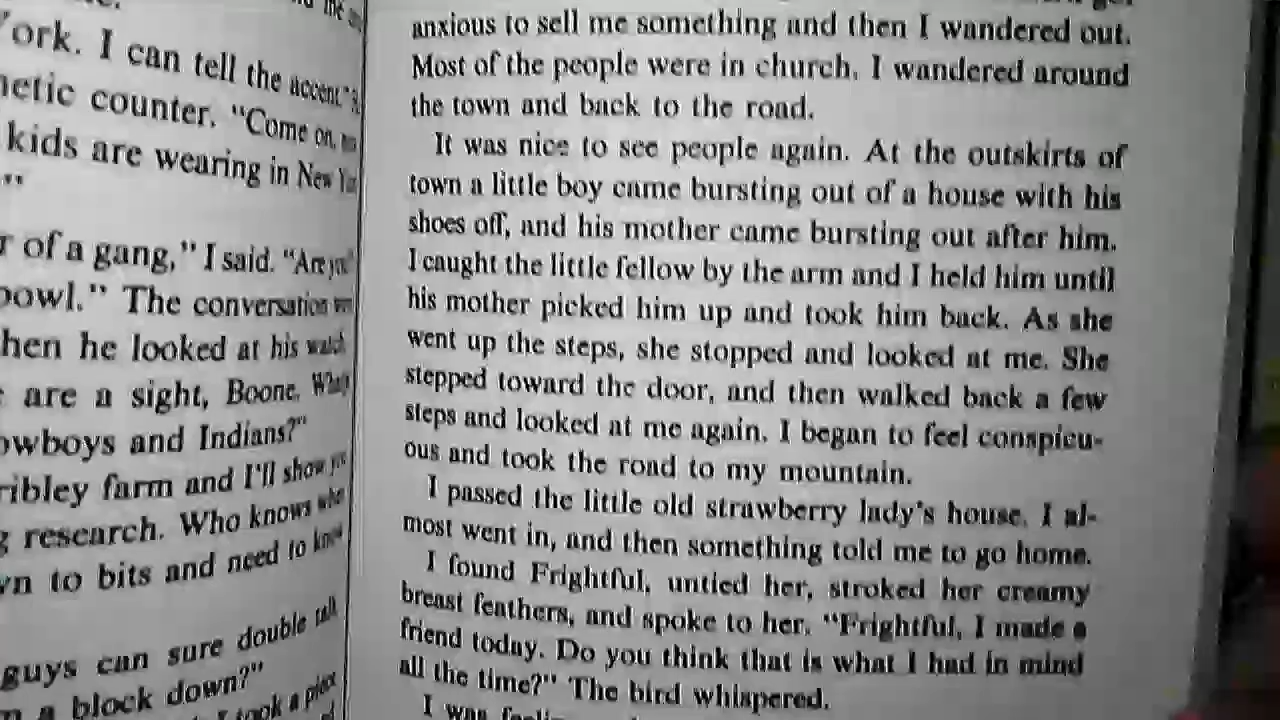 ork. I can tell the accent."
netic counter. "Come on,
kids are wearing in New
"
r of a gang," I said. "Are you
bowl." The conversation
hen he looked at his watch
are a sight, Boone.
owboys and Indians?"
ribley farm and I'll show
g research. Who knows
wn to bits and need to know
guys can sure double talk
n a block down?"
I took a piece
anxious to sell me something and then I wandered out.
Most of the people were in church. I wandered around
the town and back to the road.
It was nice to see people again. At the outskirts of
town a little boy came bursting out of a house with his
shoes off, and his mother came bursting out after him.
I caught the little fellow by the arm and I held him until
his mother picked him up and took him back. As she
went up the steps, she stopped and looked at me. She
stepped toward the door, and then walked back a few
steps and looked at me again. I began to feel conspicu-
ous and took the road to my mountain.
I passed the little old strawberry lady's house. I al-
most went in, and then something told me to go home.
I found Frightful, untied her, stroked her creamy
breast feathers, and spoke to her. "Frightful, I made a
friend today. Do you think that is what I had in mind
all the time?" The bird whispered.
I was